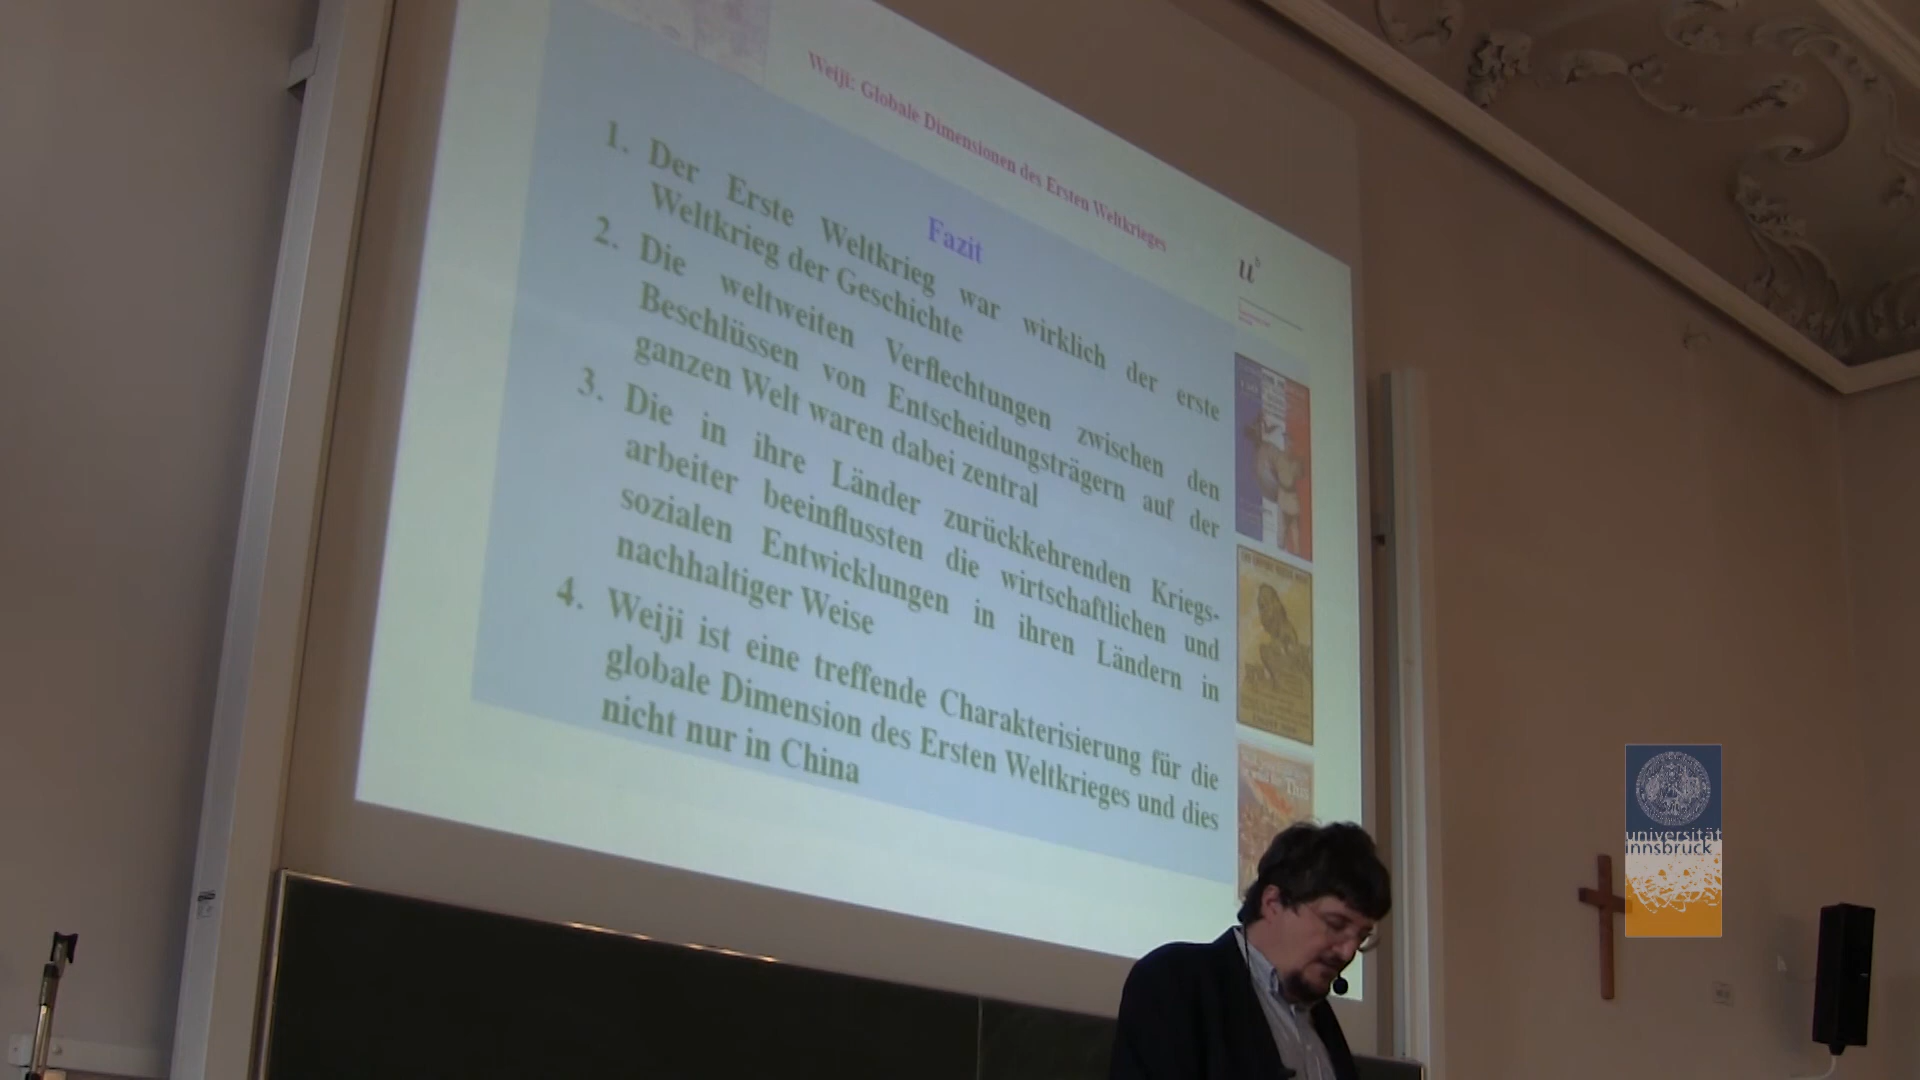 Weiji: Globale Dimensionen des Ersten Weltkrieges
u
b
Fazit
1. Der Erste Weltkrieg war wirklich der erste
Weltkrieg der Geschichte
2. Die weltweiten Verflechtungen zwischen den
Beschlüssen von Entscheidungsträgern auf der
ganzen Welt waren dabei zentral
3. Die in ihre Länder zurückkehrenden Kriegs-
arbeiter beeinflussten die wirtschaftlichen und
sozialen Entwicklungen in ihren Ländern in
nachhaltiger Weise
4. Weiji ist eine treffende Charakterisierung für die
globale Dimension des Ersten Weltkrieges und dies
nicht nur in China
universität
innsbruck